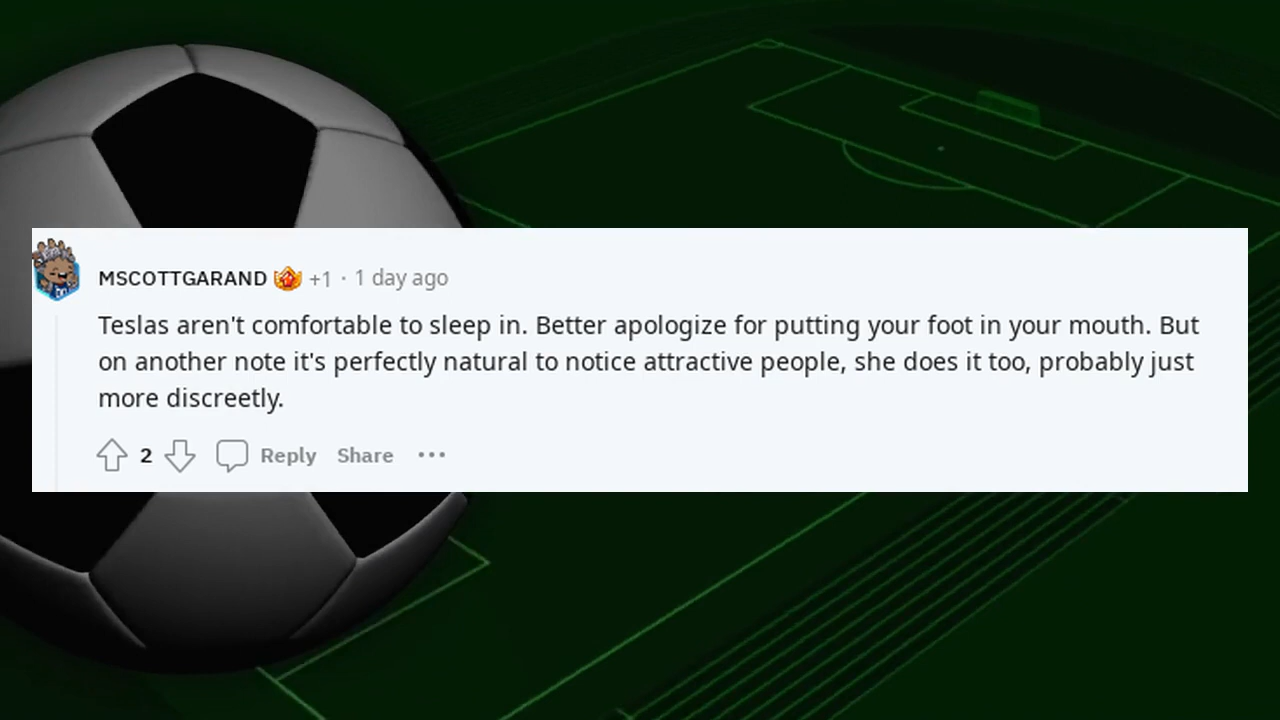 MSCOTTGARAND +1 · 1 day ago
Teslas aren't comfortable to sleep in. Better apologize for putting your foot in your mouth. But
on another note it's perfectly natural to notice attractive people, she does it too, probably just
more discreetly.
2 Reply Share ···